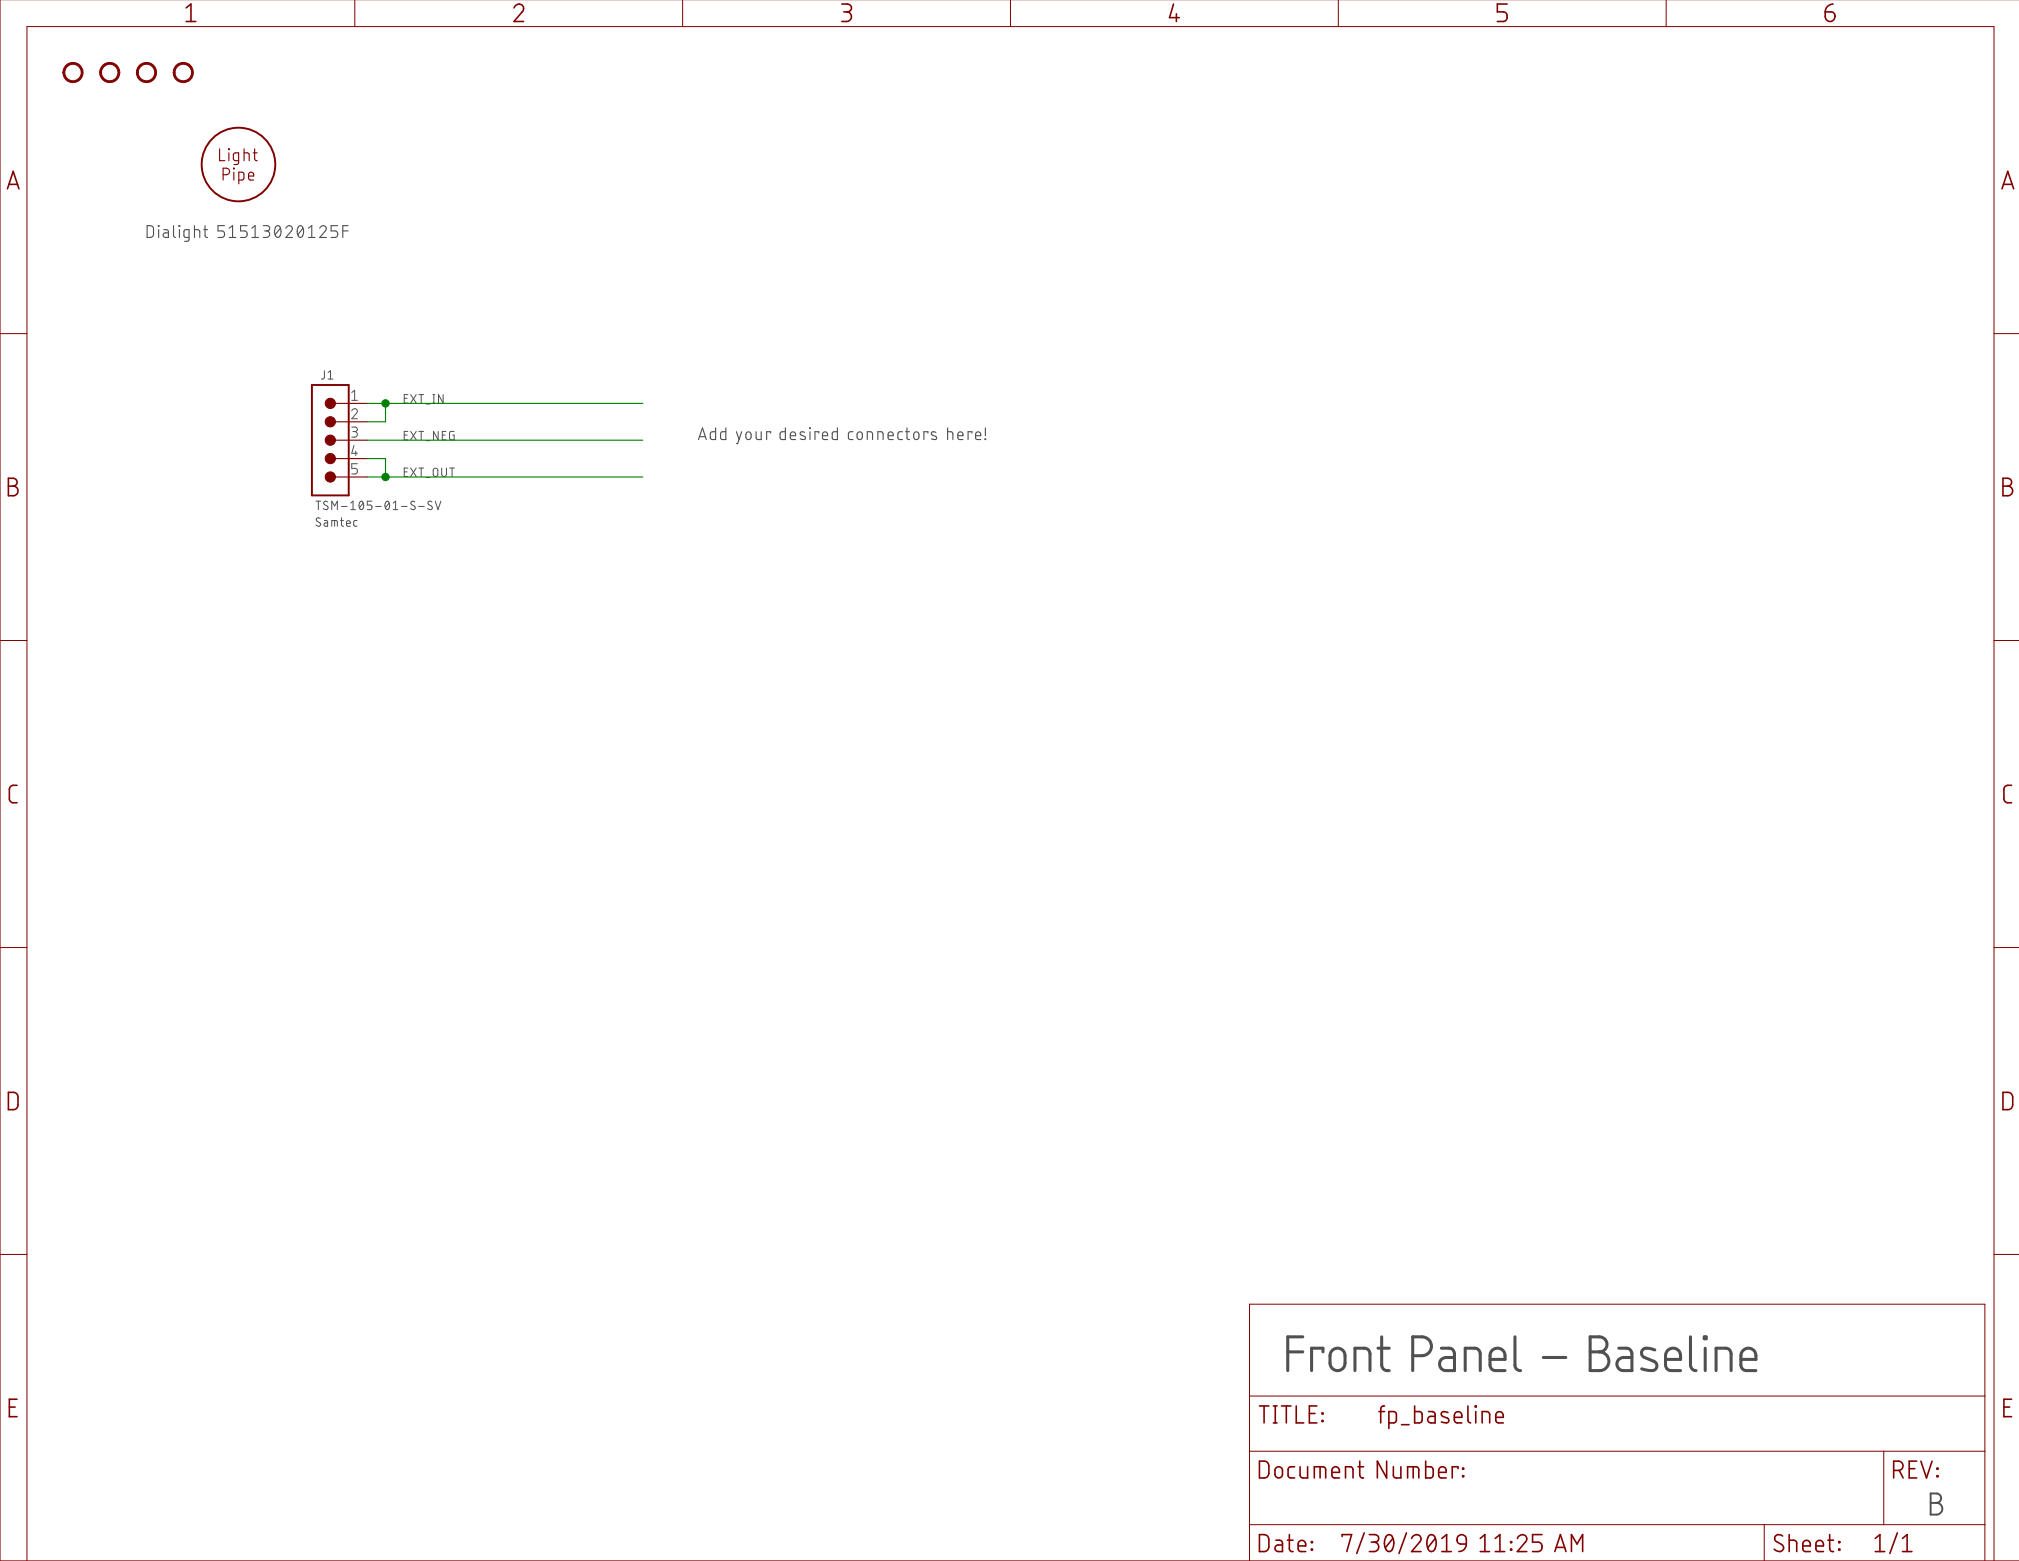 1 2 3 4 5 6
Light
Pipe
A A
Dialight 51513020125F
J1
1 EXT_IN
2
3 EXT_NEG
Add your desired connectors here!
4
5 EXT_OUT
B B
TSM-105-01-S-SV
Samtec
C C
D D
Front Panel - Baseline
E E
TITLE: fp_baseline
Document Number: REV:
B
Date: 7/30/2019 11:25 AM Sheet: 1/1